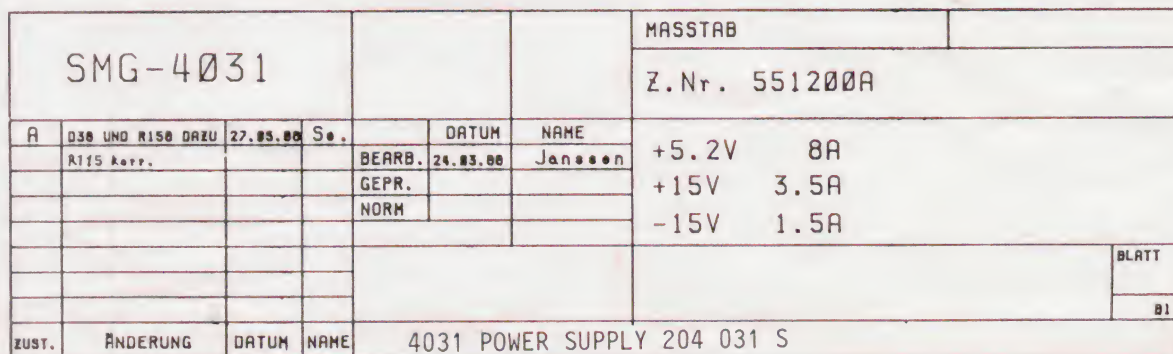 SMG-4031
MASSTAB
Z.Nr. 551200A
A D38 UND R158 DAZU 27.05.88 Se.
R115 korr.
DATUM NAME
BEARB. 24.03.88 Janssen
GEPR.
NORM
+5.2V 8A
+15V 3.5A
-15V 1.5A
BLATT
Bl
ZUST. ÄNDERUNG DATUM NAME
4031 POWER SUPPLY 204 031 S